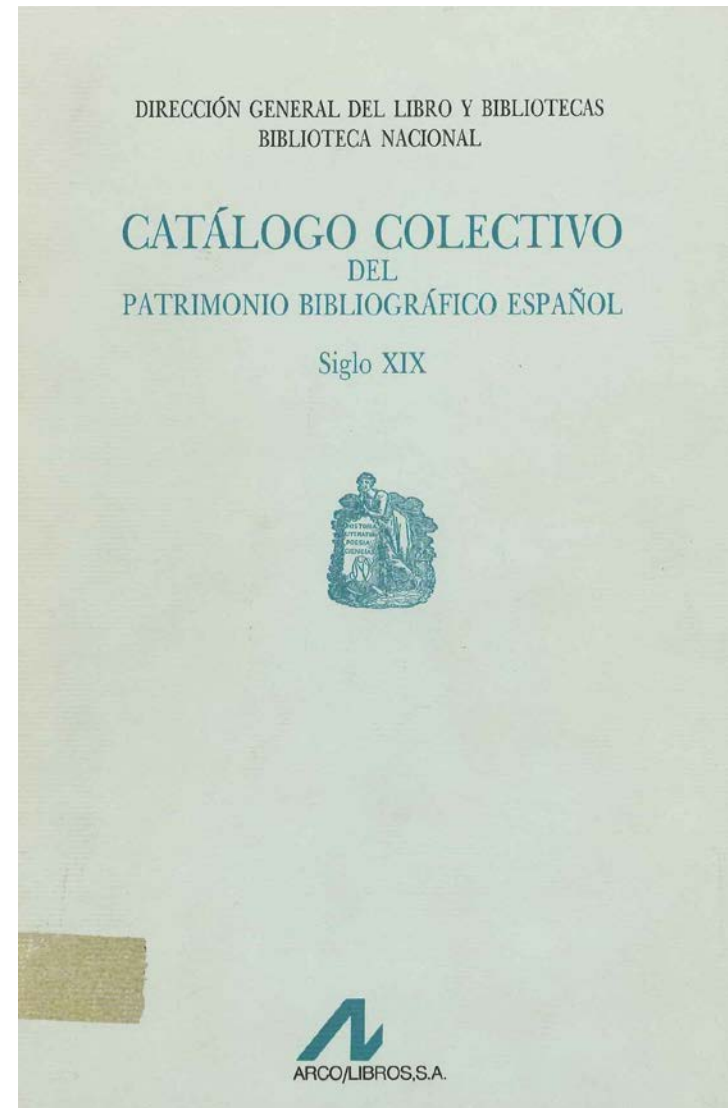 DIRECCIÓN GENERAL DEL LIBRO Y BIBLIOTECAS
BIBLIOTECA NACIONAL
CATÁLOGO COLECTIVO
DEL
PATRIMONIO BIBLIOGRÁFICO ESPAÑOL
Siglo XIX
HISTORIA
POESIA
CIENCIAS
ARCO/LIBROS,S.A.